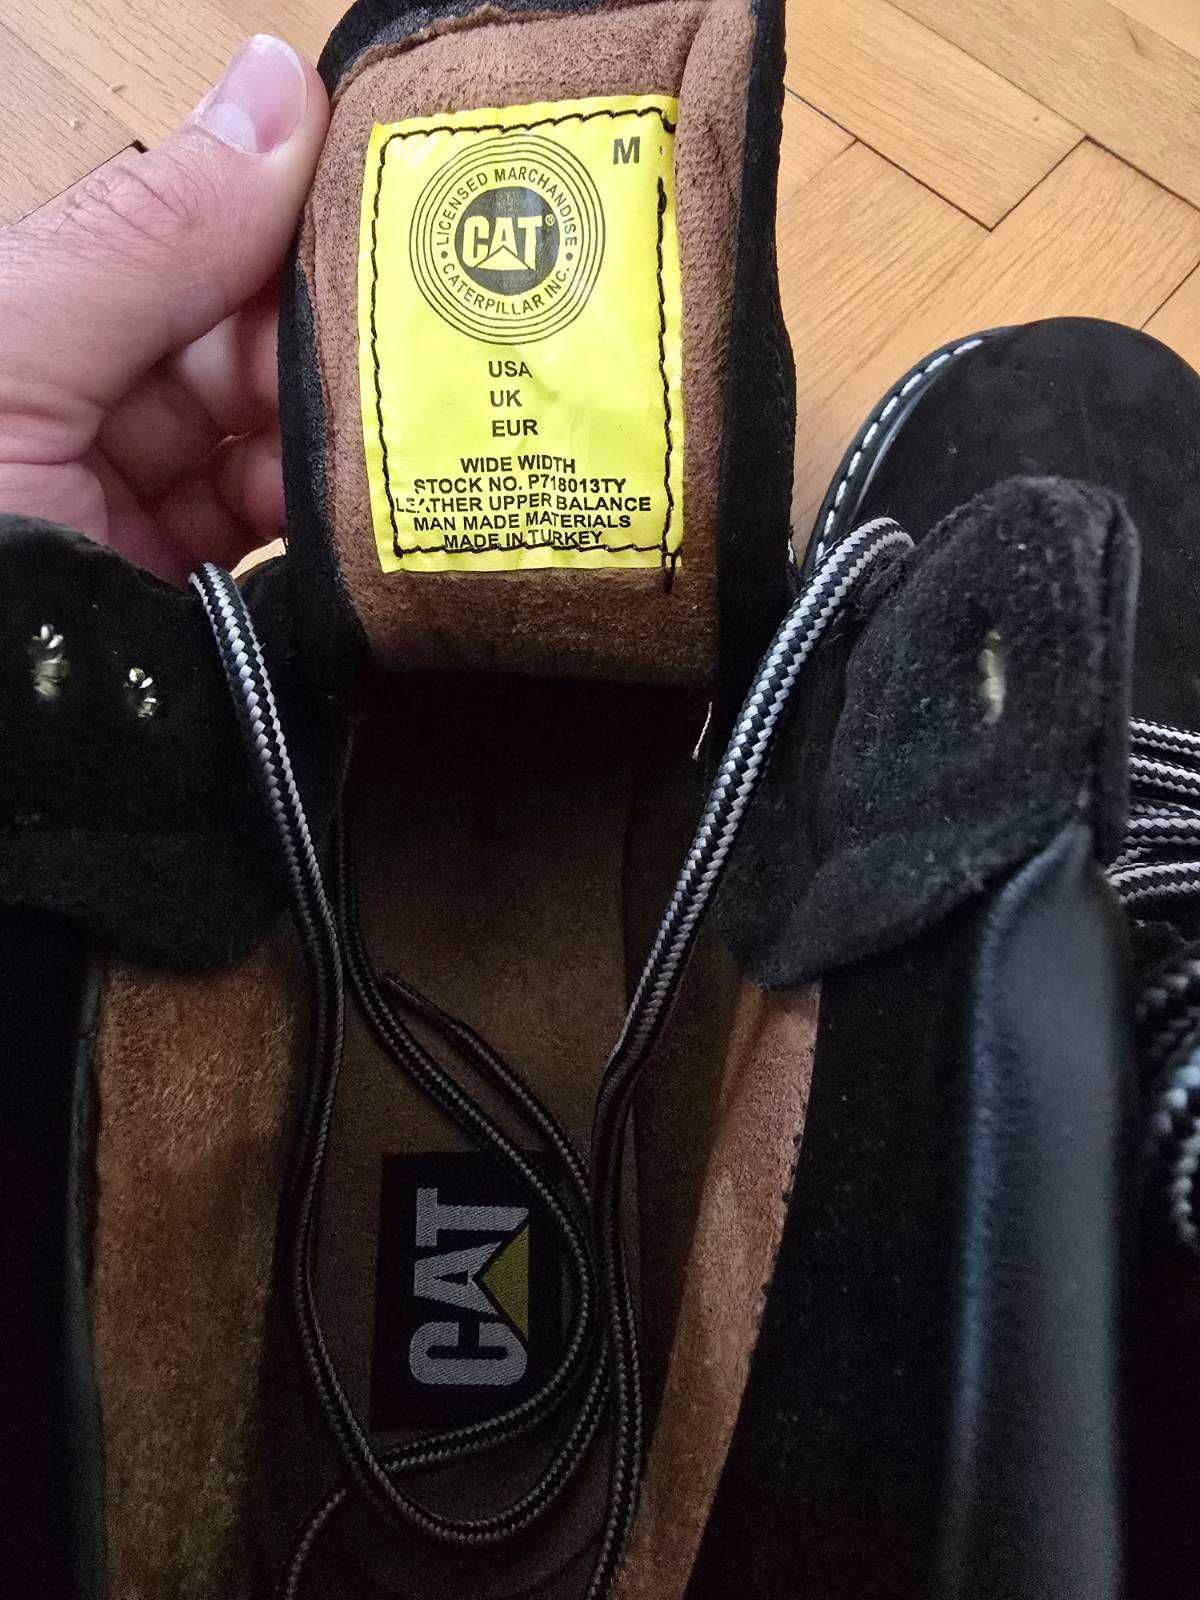 M
LICENSED MARCHANDISE
CAT®
CATERPILLAR INC.
USA
UK
EUR
WIDE WIDTH
STOCK NO. P718013TY
LEATHER UPPER BALANCE
MAN MADE MATERIALS
MADE IN TURKEY
CAT